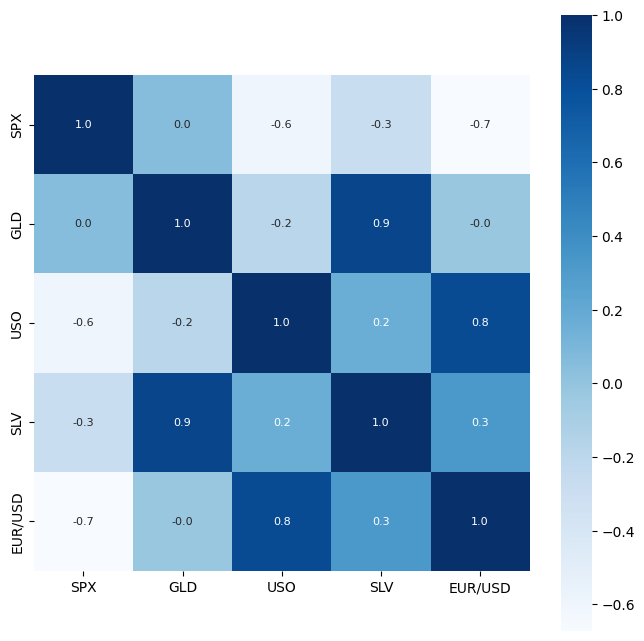 SPX 1.0 0.0 -0.6 -0.3 -0.7
GLD 0.0 1.0 -0.2 0.9 -0.0
USO -0.6 -0.2 1.0 0.2 0.8
SLV -0.3 0.9 0.2 1.0 0.3
EUR/USD -0.7 -0.0 0.8 0.3 1.0
SPX GLD USO SLV EUR/USD
1.0
0.8
0.6
0.4
0.2
0.0
−0.2
−0.4
−0.6